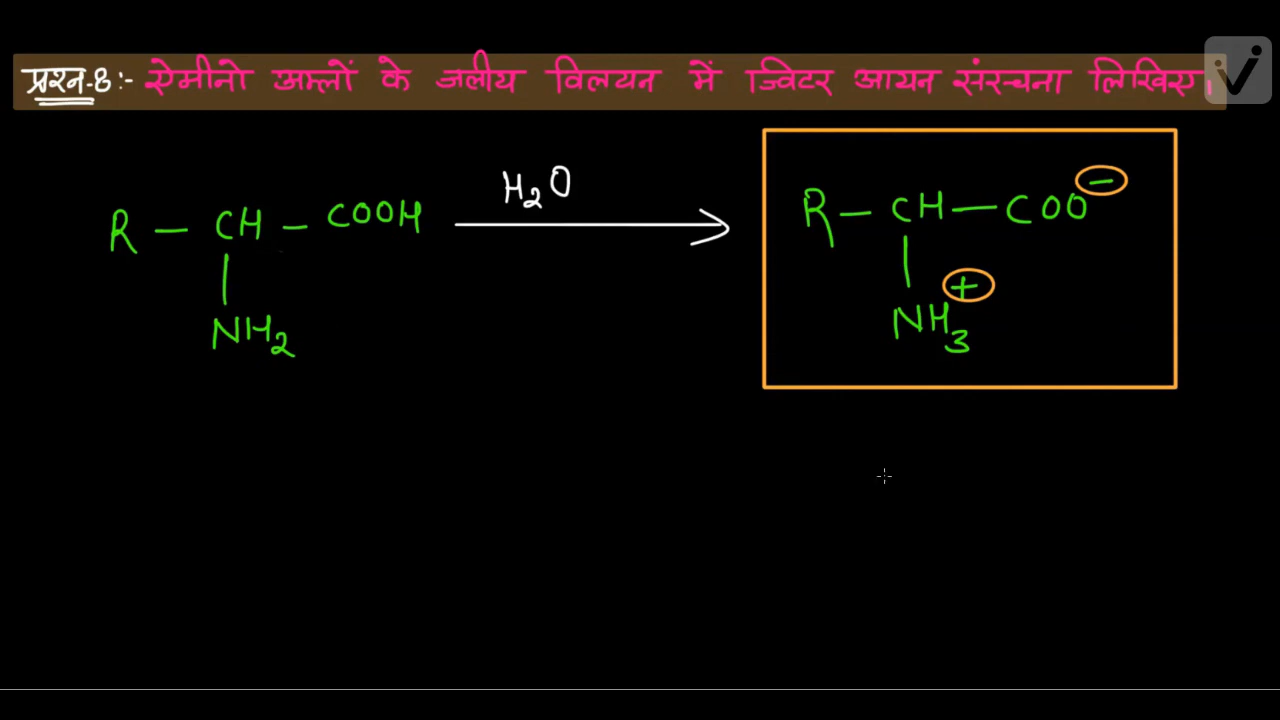 प्रश्न-8:- ऐमीनो अम्लों के जलीय विलयन में ज्विटर आयन संरचना लिखिए।
H₂O
R — CH — COOH
NH₂
R — CH — COO⁻
NH₃⁺